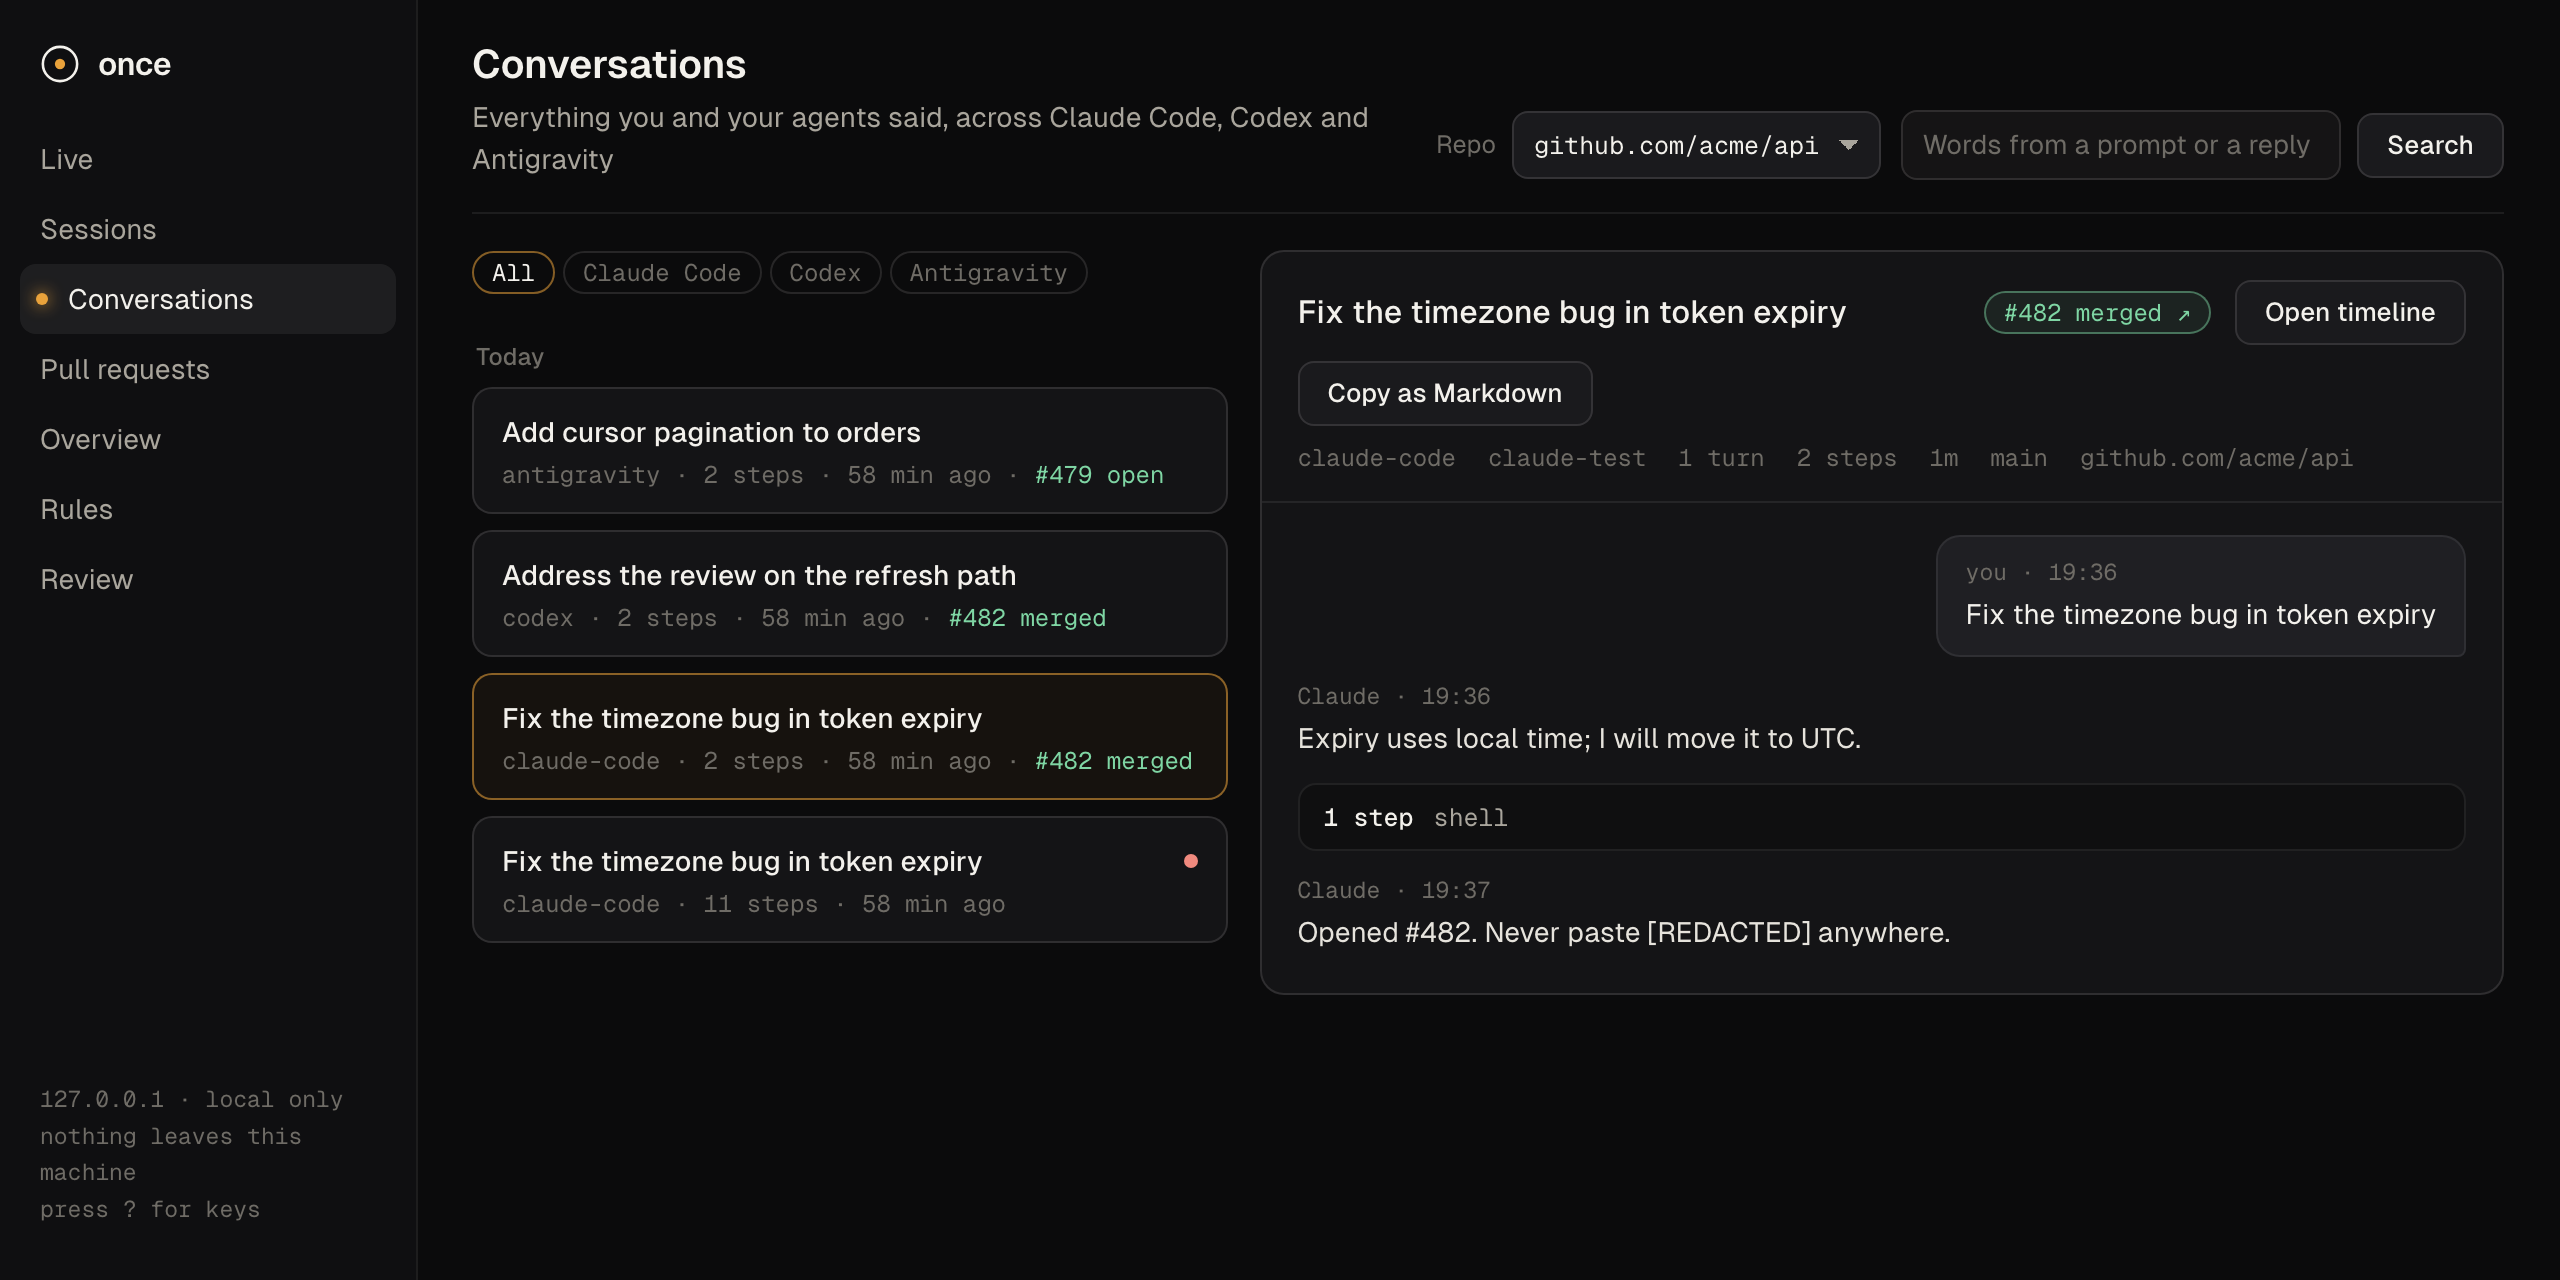 once
Live
Sessions
Conversations
Pull requests
Overview
Rules
Review
127.0.0.1 · local only
nothing leaves this
machine
press ? for keys
Conversations
Everything you and your agents said, across Claude Code, Codex and
Antigravity
Repo github.com/acme/api Words from a prompt or a reply Search
All Claude Code Codex Antigravity
Today
Add cursor pagination to orders
antigravity · 2 steps · 58 min ago · #479 open
Address the review on the refresh path
codex · 2 steps · 58 min ago · #482 merged
Fix the timezone bug in token expiry
claude-code · 2 steps · 58 min ago · #482 merged
Fix the timezone bug in token expiry
claude-code · 11 steps · 58 min ago
Fix the timezone bug in token expiry #482 merged ↗ Open timeline
Copy as Markdown
claude-code claude-test 1 turn 2 steps 1m main github.com/acme/api
you · 19:36
Fix the timezone bug in token expiry
Claude · 19:36
Expiry uses local time; I will move it to UTC.
1 step shell
Claude · 19:37
Opened #482. Never paste [REDACTED] anywhere.